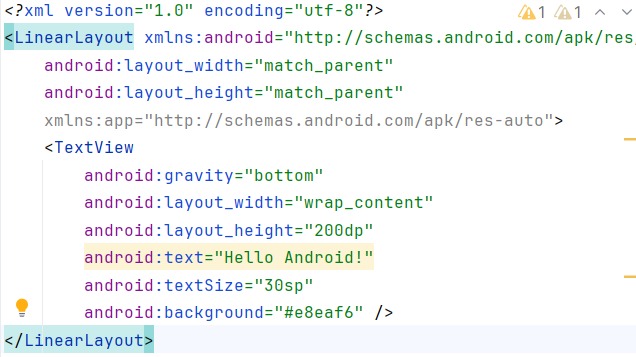 <?xml version="1.0" encoding="utf-8"?>
1 1
<LinearLayout xmlns:android="http://schemas.android.com/apk/res/
android:layout_width="match_parent"
android:layout_height="match_parent"
xmlns:app="http://schemas.android.com/apk/res-auto">
<TextView
android:gravity="bottom"
android:layout_width="wrap_content"
android:layout_height="200dp"
android:text="Hello Android!"
android:textSize="30sp"
android:background="#e8eaf6" />
</LinearLayout>